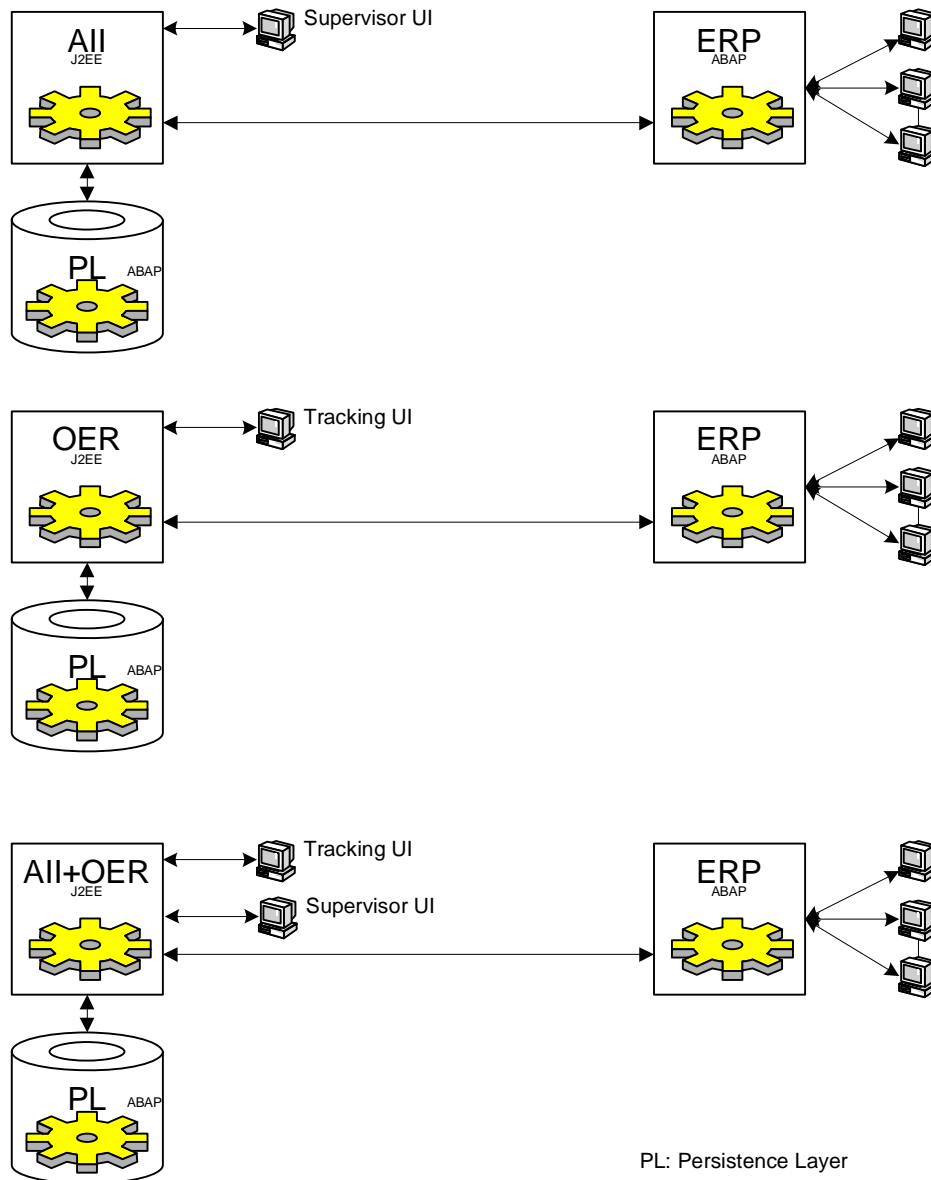 Supervisor UI
AII
J2EE
ERP
ABAP
PL
ABAP
Tracking UI
OER
J2EE
ERP
ABAP
PL
ABAP
Tracking UI
AII+OER
J2EE
ERP
ABAP
Supervisor UI
PL
ABAP
PL: Persistence Layer